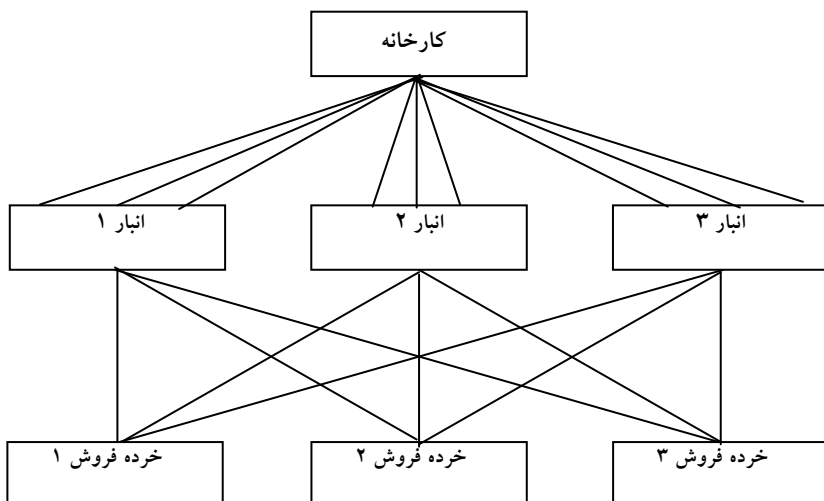 کارخانه
انبار ۱
انبار ۲
انبار ۳
خرده فروش ۱
خرده فروش ۲
خرده فروش ۳